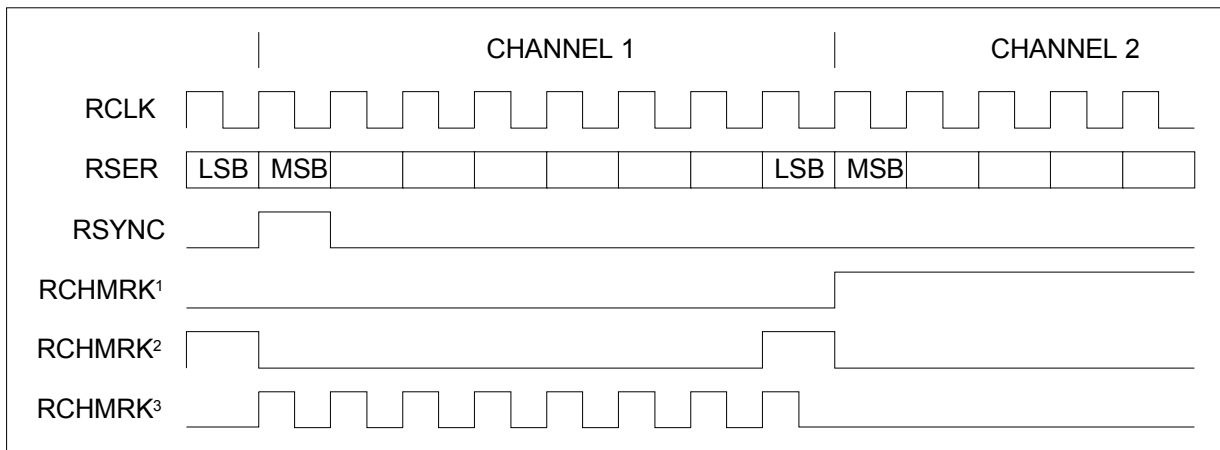 CHANNEL 1 CHANNEL 2
RCLK
RSER LSB MSB LSB MSB
RSYNC
RCHMRK¹
RCHMRK²
RCHMRK³